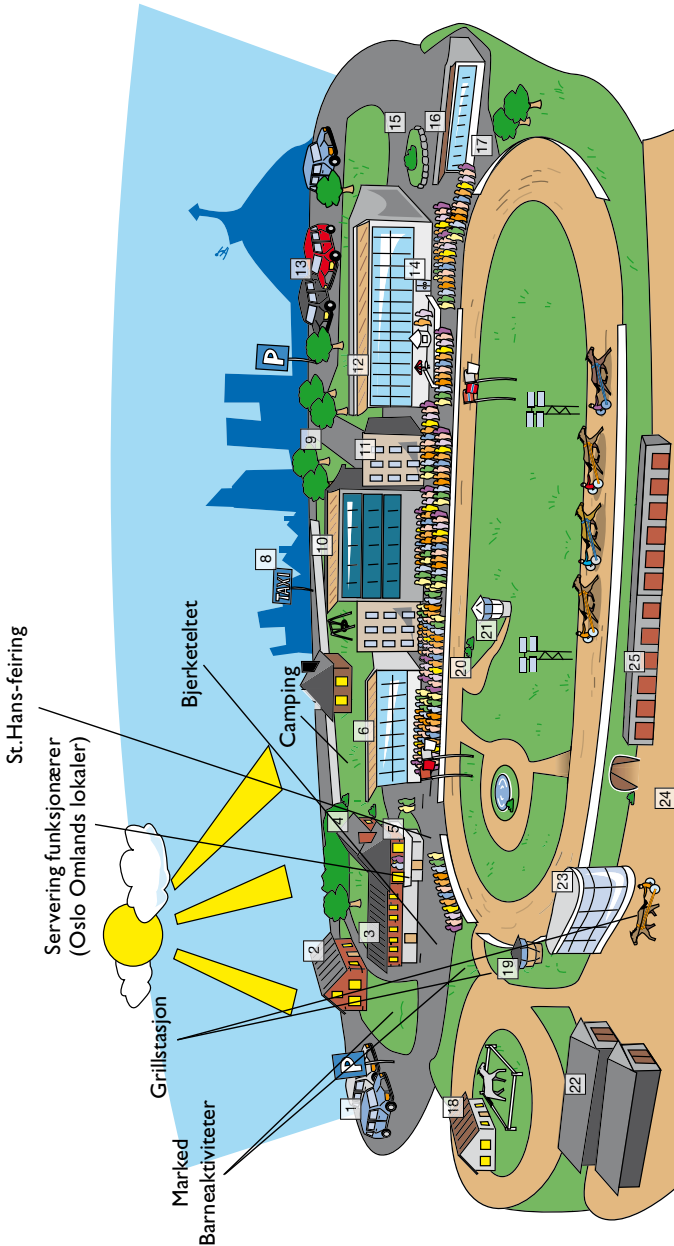 St.Hans-feiring
Servering funksjonærer
(Oslo Omlands lokaler)
Bjerketeltet
Grillstasjon
Camping
Marked
Barneaktiviteter
P
TAXI
P
1
2
3
4
5
6
8
9
10
11
12
13
14
15
16
17
18
19
20
21
22
23
24
25